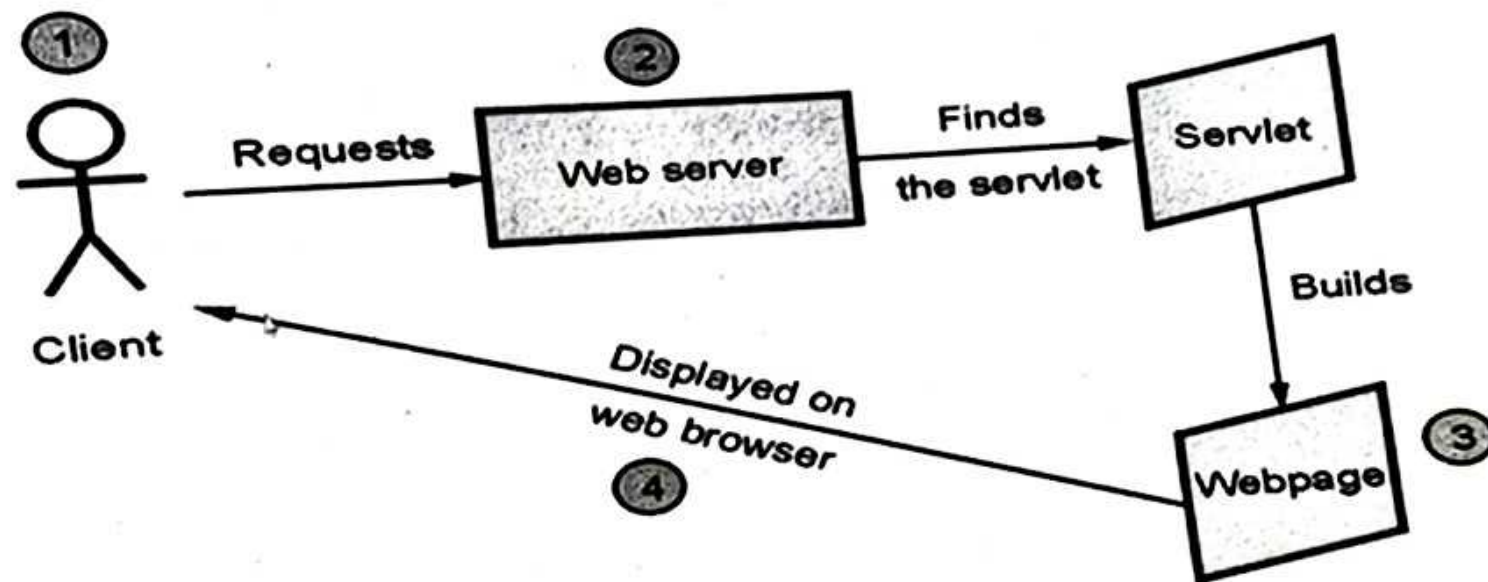 1
2
Requests
Web server
Finds
the servlet
Servlet
Builds
Client
Displayed on
web browser
4
Webpage
3